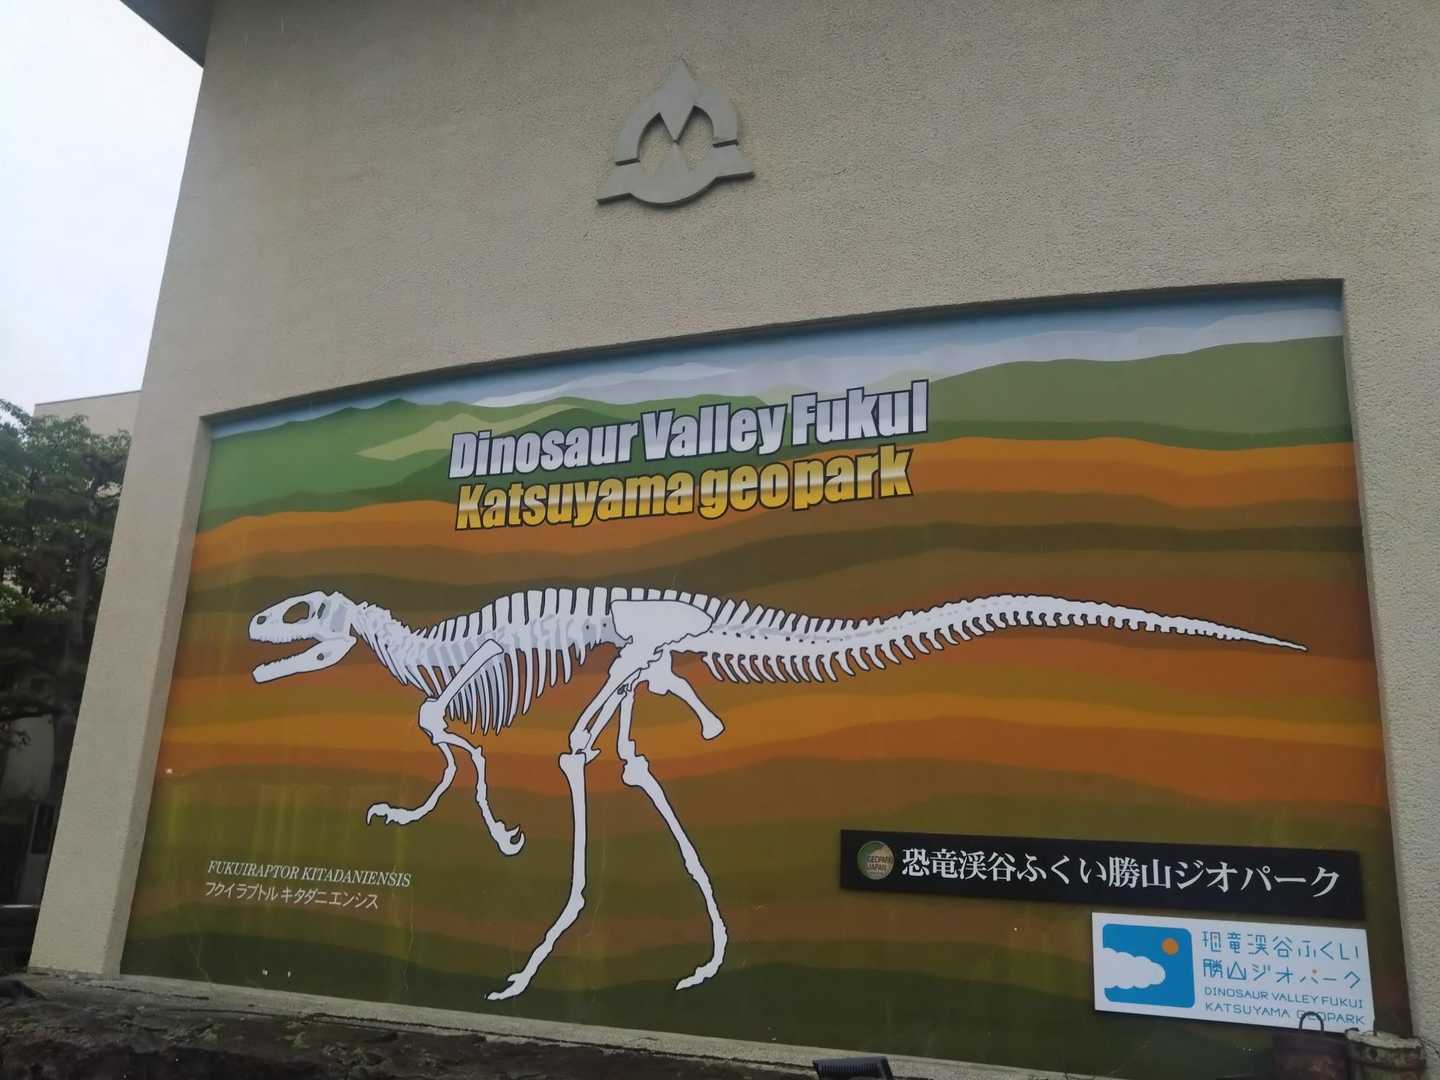 Dinosaur Valley Fukui
Katsuyama geopark
FUKUIRAPTOR KITADANIENSIS
フクイラプトル キタダニエンシス
GEOPARK
JAPAN
恐竜渓谷ふくい勝山ジオパーク
恐竜渓谷ふくい
勝山ジオパーク
DINOSAUR VALLEY FUKUI
KATSUYAMA GEOPARK